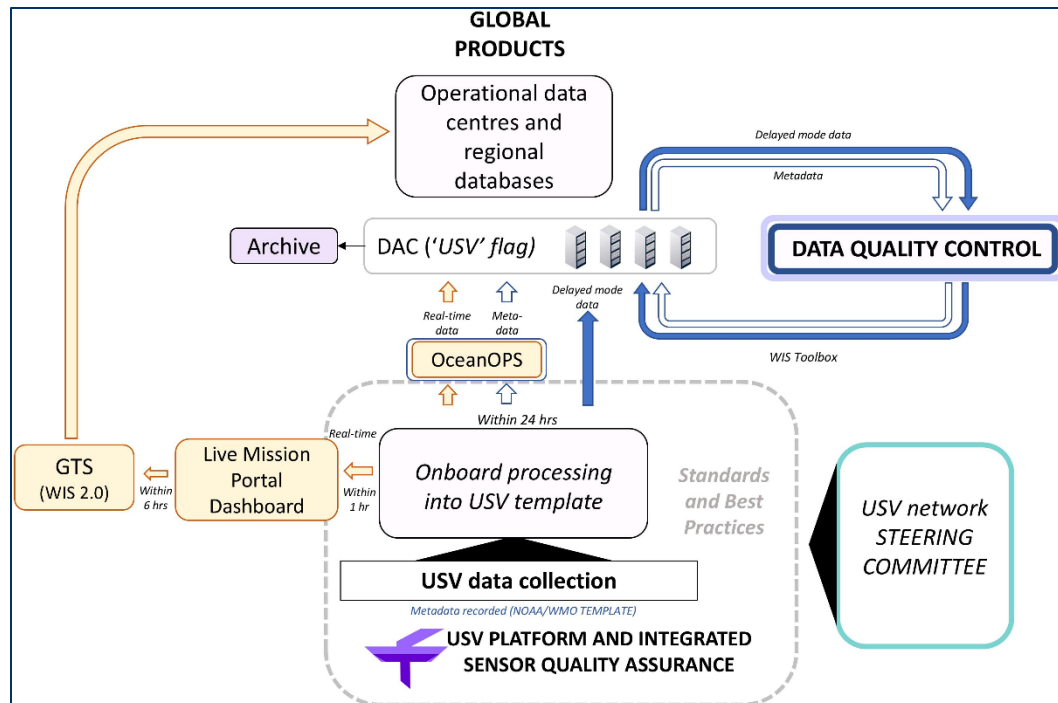 GLOBAL
PRODUCTS
Operational data
centres and
regional
databases
Delayed mode data
Metadata
Archive
DAC (‘USV’ flag)
DATA QUALITY CONTROL
Delayed mode
data
Real-time
data
Meta-
data
WIS Toolbox
OceanOPS
Within 24 hrs
GTS
(WIS 2.0)
Within
6 hrs
Live Mission
Portal
Dashboard
Real-time
Within
1 hr
Onboard processing
into USV template
Standards
and Best
Practices
USV network
STEERING
COMMITTEE
USV data collection
Metadata recorded (NOAA/WMO TEMPLATE)
USV PLATFORM AND INTEGRATED
SENSOR QUALITY ASSURANCE